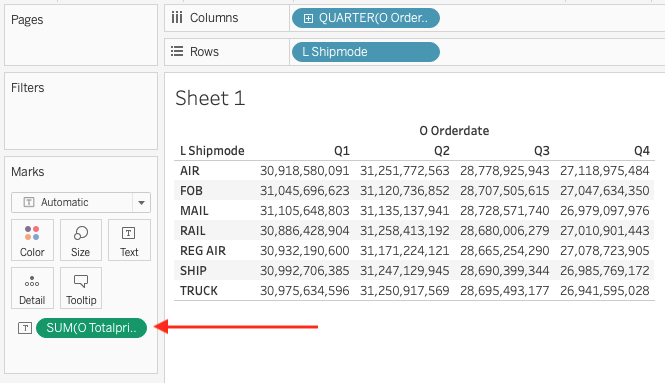 Pages
Columns
QUARTER(O Order..
Rows
L Shipmode
Filters
Sheet 1
O Orderdate
L Shipmode Q1 Q2 Q3 Q4
AIR 30,918,580,091 31,251,772,563 28,778,925,943 27,118,975,484
FOB 31,045,696,623 31,120,736,852 28,707,505,615 27,047,634,350
MAIL 31,105,648,803 31,135,137,941 28,728,571,740 26,979,097,976
RAIL 30,886,428,904 31,258,413,192 28,680,006,279 27,010,901,443
REG AIR 30,932,190,600 31,171,224,121 28,665,254,290 27,078,723,905
SHIP 30,992,706,385 31,247,129,945 28,690,399,344 26,985,769,172
TRUCK 30,975,634,596 31,250,917,569 28,695,493,177 26,941,595,028
Marks
T Automatic
Color
Size
T
Text
Detail
Tooltip
T SUM(O Totalpri..